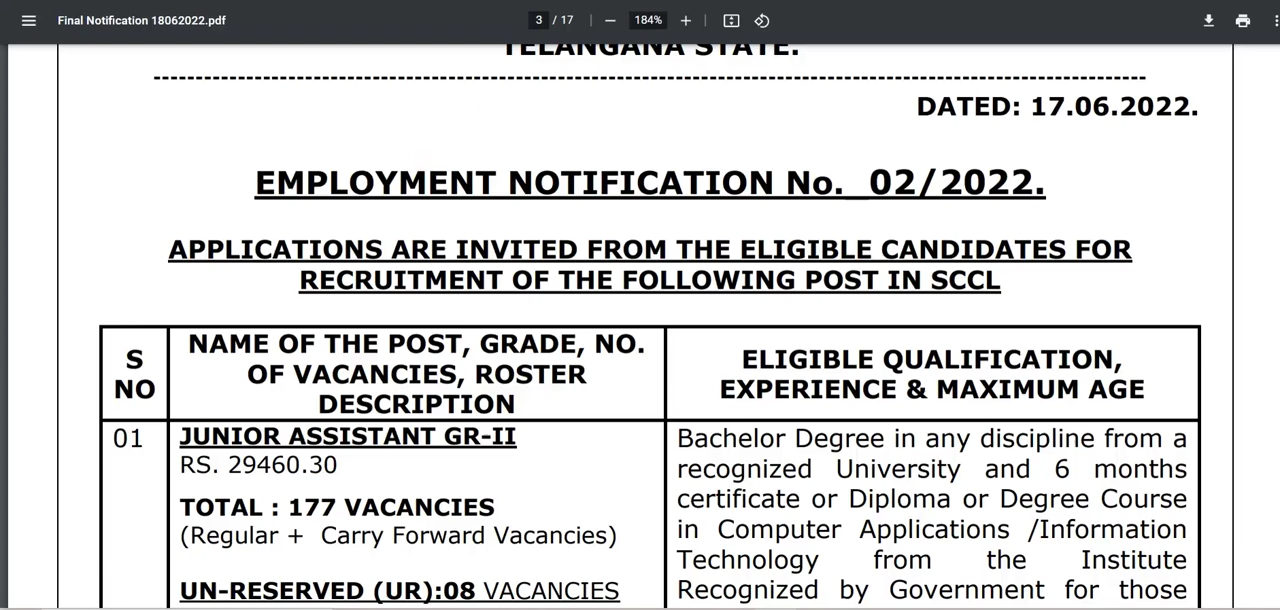 Final Notification 18062022.pdf
3 / 17
184%
TELANGANA STATE.
DATED: 17.06.2022.
EMPLOYMENT NOTIFICATION No._02/2022.
APPLICATIONS ARE INVITED FROM THE ELIGIBLE CANDIDATES FOR
RECRUITMENT OF THE FOLLOWING POST IN SCCL
S
NO
NAME OF THE POST, GRADE, NO.
OF VACANCIES, ROSTER
DESCRIPTION
ELIGIBLE QUALIFICATION,
EXPERIENCE & MAXIMUM AGE
01
JUNIOR ASSISTANT GR-II
RS. 29460.30
TOTAL : 177 VACANCIES
(Regular + Carry Forward Vacancies)
UN-RESERVED (UR):08 VACANCIES
Bachelor Degree in any discipline from a
recognized University and 6 months
certificate or Diploma or Degree Course
in Computer Applications /Information
Technology from the Institute
Recognized by Government for those